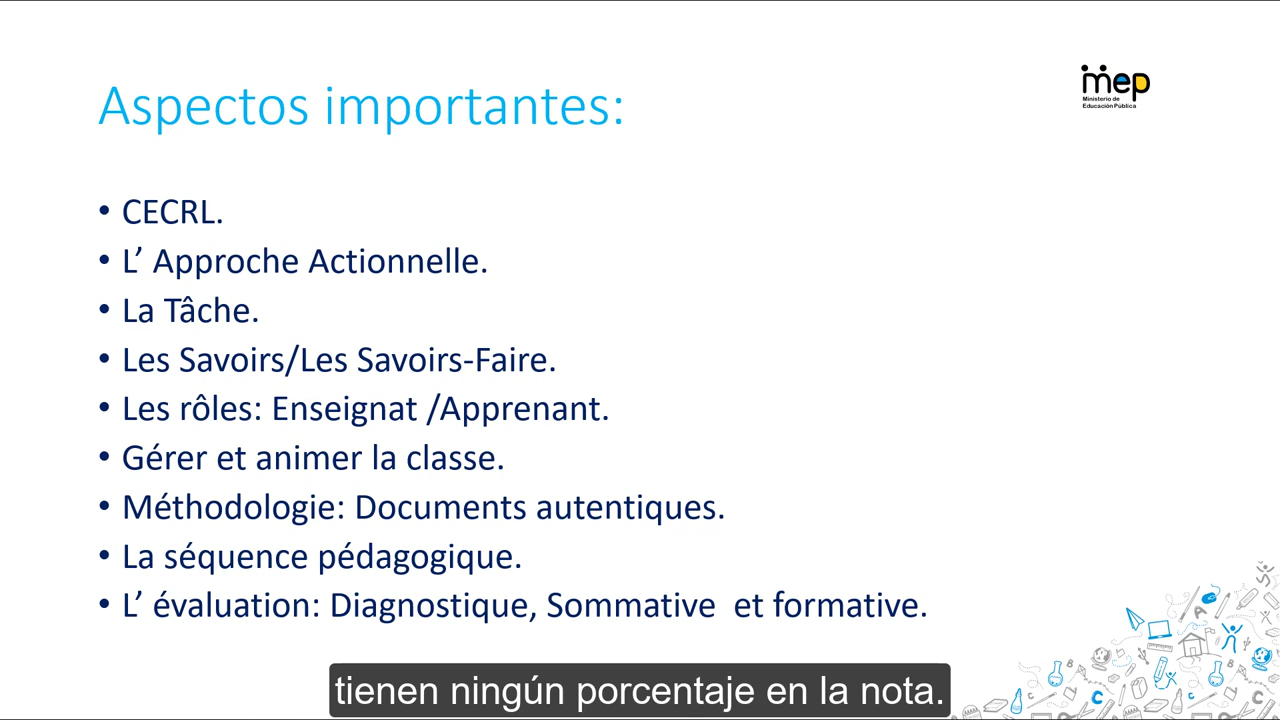 Aspectos importantes:
mep
Ministerio de
Educación Pública
• CECRL.
• L’ Approche Actionnelle.
• La Tâche.
• Les Savoirs/Les Savoirs-Faire.
• Les rôles: Enseignat /Apprenant.
• Gérer et animer la classe.
• Méthodologie: Documents autentiques.
• La séquence pédagogique.
• L’ évaluation: Diagnostique, Sommative et formative.
tienen ningún porcentaje en la nota.